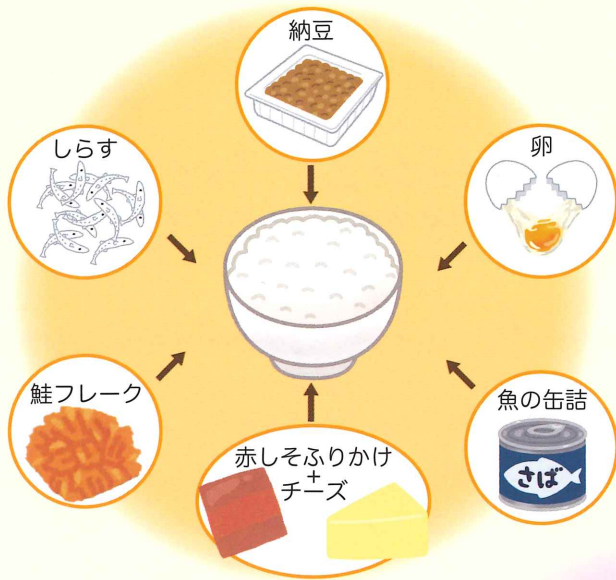 納豆
しらす
卵
鮭フレーク
魚の缶詰
さば
赤しそふりかけ
+
チーズ